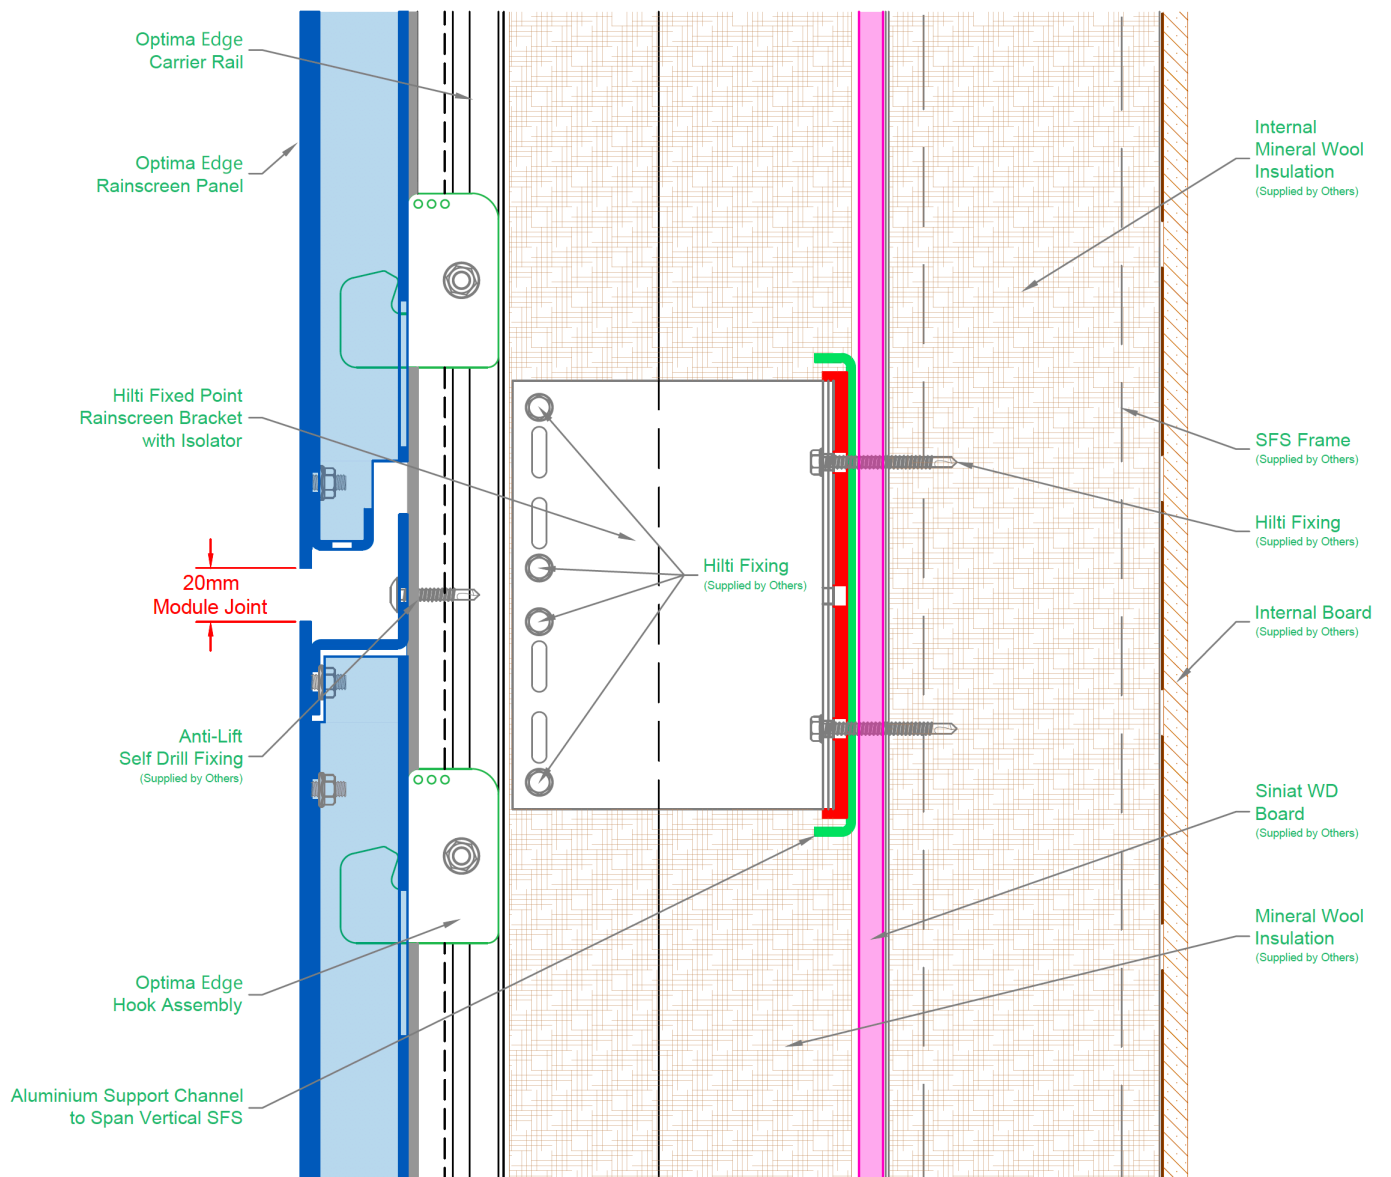 Optima Edge
Carrier Rail
Optima Edge
Rainscreen Panel
Hilti Fixed Point
Rainscreen Bracket
with Isolator
20mm
Module Joint
Anti-Lift
Self Drill Fixing
(Supplied by Others)
Optima Edge
Hook Assembly
Aluminium Support Channel
to Span Vertical SFS
Hilti Fixing
(Supplied by Others)
Internal
Mineral Wool
Insulation
(Supplied by Others)
SFS Frame
(Supplied by Others)
Hilti Fixing
(Supplied by Others)
Internal Board
(Supplied by Others)
Siniat WD
Board
(Supplied by Others)
Mineral Wool
Insulation
(Supplied by Others)